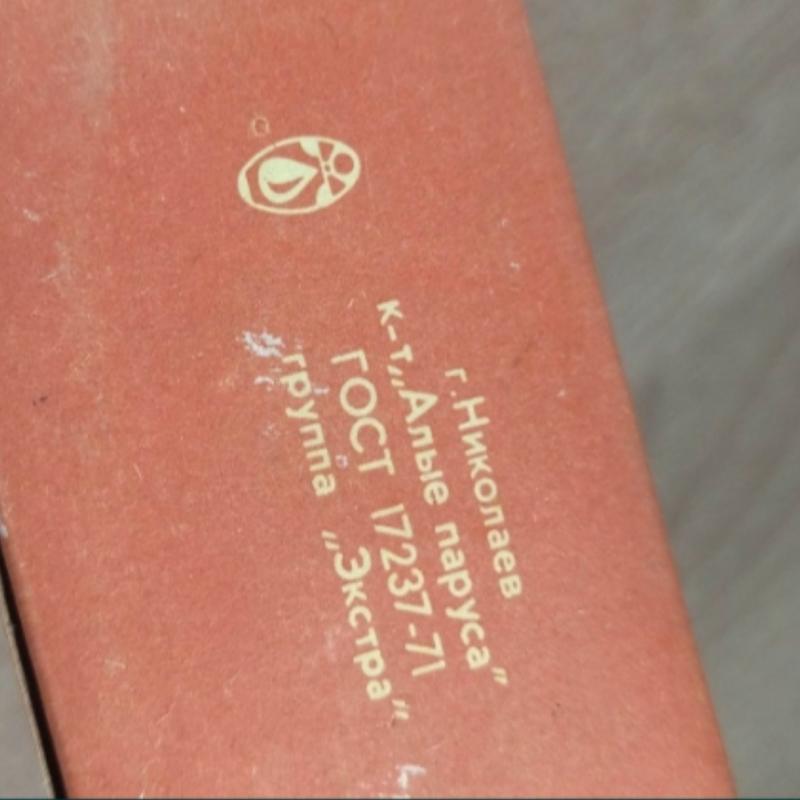 г. Николаев
к-т „Алые паруса”
ГОСТ 17237-71
группа „Экстра”